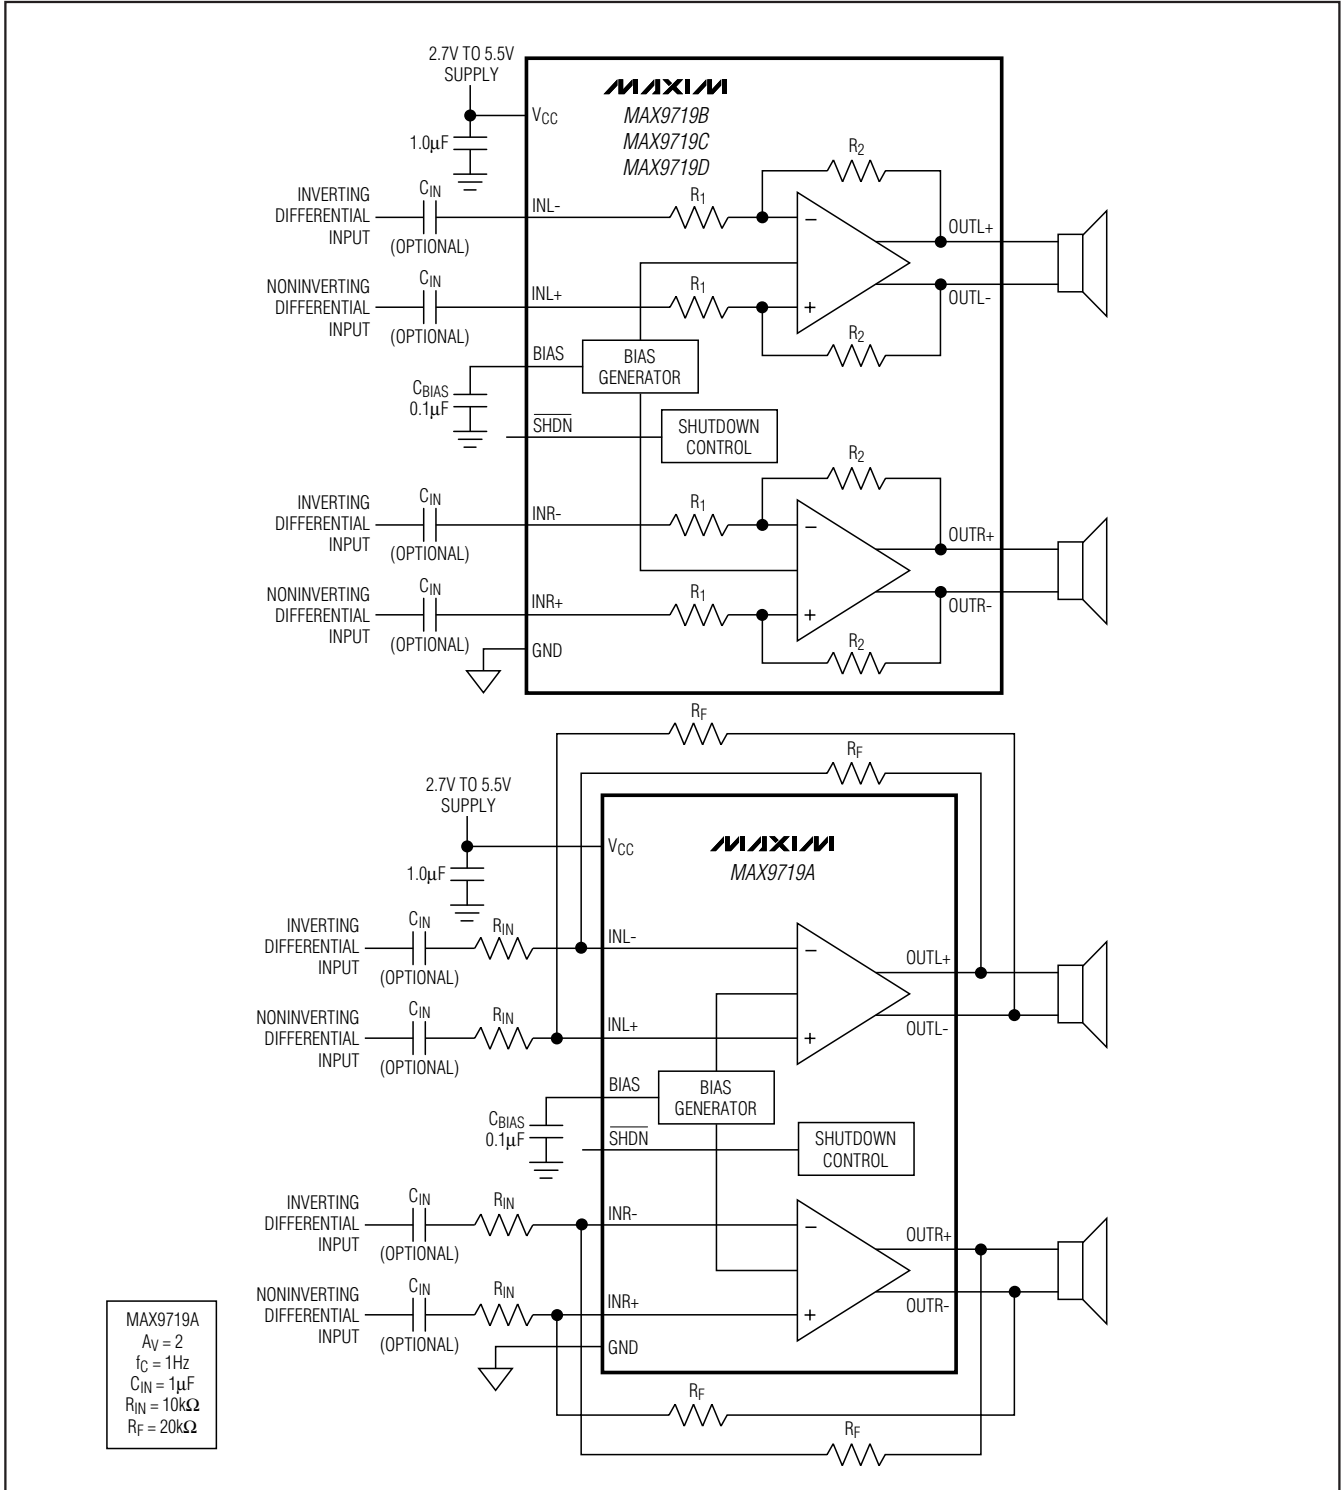 2.7V TO 5.5V
SUPPLY
MAXIM
MAX9719B
MAX9719C
MAX9719D
VCC
1.0µF
R2
INVERTING
DIFFERENTIAL
INPUT
CIN
(OPTIONAL)
INL-
R1
−
OUTL+
NONINVERTING
DIFFERENTIAL
INPUT
CIN
(OPTIONAL)
INL+
R1
+
OUTL-
R2
BIAS
BIAS
GENERATOR
CBIAS
0.1µF
SHDN
SHUTDOWN
CONTROL
R2
INVERTING
DIFFERENTIAL
INPUT
CIN
(OPTIONAL)
INR-
R1
−
OUTR+
NONINVERTING
DIFFERENTIAL
INPUT
CIN
(OPTIONAL)
INR+
R1
+
OUTR-
R2
GND
RF
RF
2.7V TO 5.5V
SUPPLY
VCC
MAXIM
MAX9719A
1.0µF
INVERTING
DIFFERENTIAL
INPUT
CIN
(OPTIONAL)
RIN
INL-
−
OUTL+
NONINVERTING
DIFFERENTIAL
INPUT
CIN
(OPTIONAL)
RIN
INL+
+
OUTL-
BIAS
BIAS
GENERATOR
CBIAS
0.1µF
SHDN
SHUTDOWN
CONTROL
INVERTING
DIFFERENTIAL
INPUT
CIN
(OPTIONAL)
RIN
INR-
−
OUTR+
NONINVERTING
DIFFERENTIAL
INPUT
CIN
(OPTIONAL)
RIN
INR+
+
OUTR-
GND
RF
RF
MAX9719A
AV = 2
fC = 1Hz
CIN = 1µF
RIN = 10kΩ
RF = 20kΩ